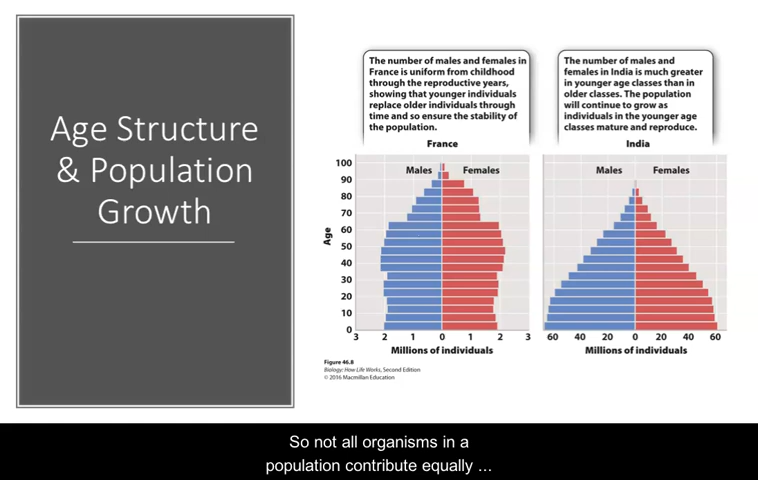 Age Structure
& Population
Growth
The number of males and females in
France is uniform from childhood
through the reproductive years,
showing that younger individuals
replace older individuals through
time and so ensure the stability of
the population.
The number of males and
females in India is much greater
in younger age classes than in
older classes. The population
will continue to grow as
individuals in the younger age
classes mature and reproduce.
France
India
Males Females
Males Females
Age
100
90
80
70
60
50
40
30
20
10
0
3 2 1 0 1 2 3
60 40 20 0 20 40 60
Millions of individuals
Millions of individuals
Figure 46.8
Biology: How Life Works, Second Edition
© 2016 Macmillan Education
So not all organisms in a
population contribute equally ...